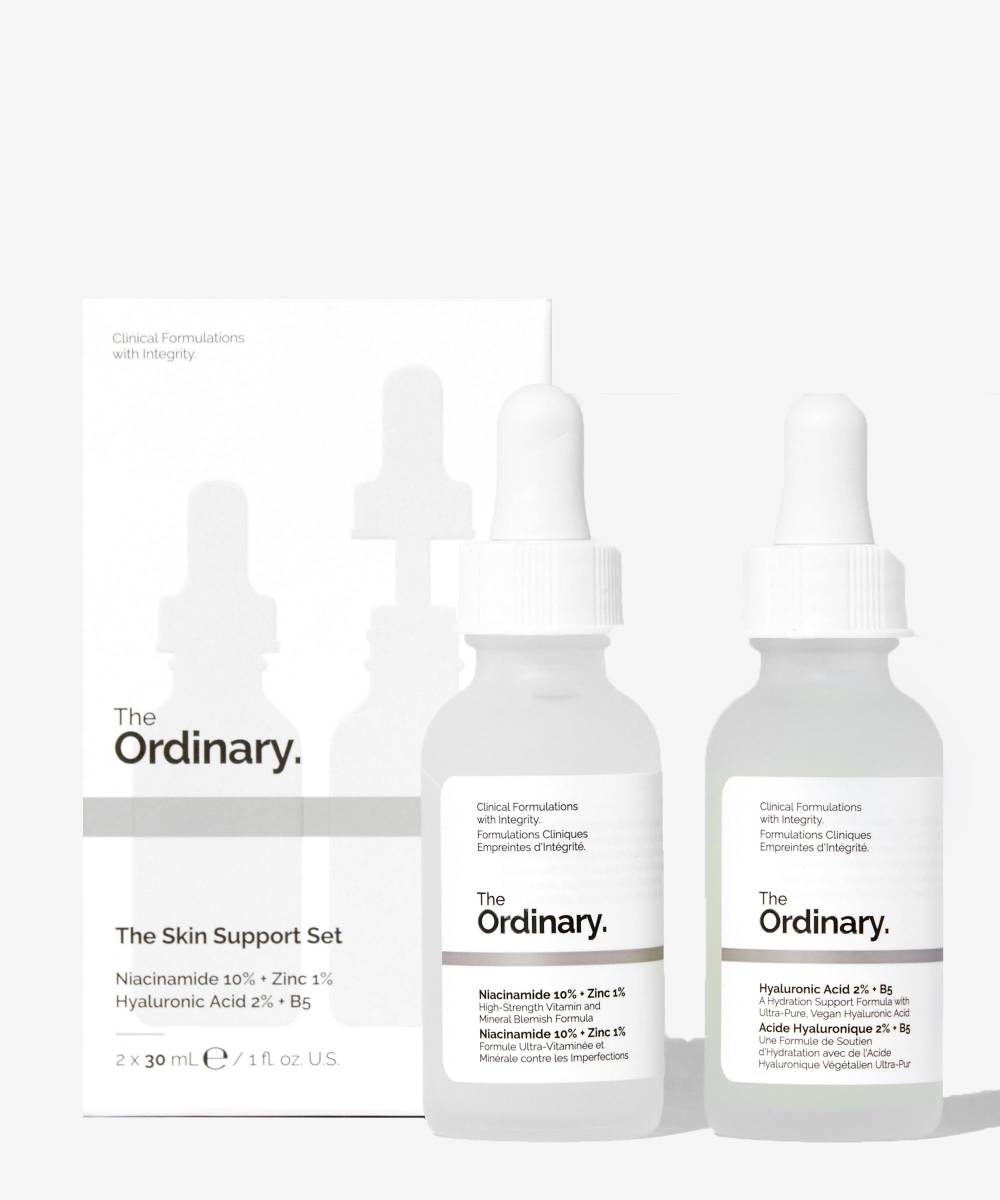 Clinical Formulations
with Integrity.
The
Ordinary.
The Skin Support Set
Niacinamide 10% + Zinc 1%
Hyaluronic Acid 2% + B5
2 x 30 mL ℮ / 1 fl. oz. U.S.
Clinical Formulations
with Integrity.
Formulations Cliniques
Empreintes d'Intégrité.
The
Ordinary.
Niacinamide 10% + Zinc 1%
High-Strength Vitamin and
Mineral Blemish Formula
Niacinamide 10% + Zinc 1%
Formule Ultra-Vitaminée et
Minérale contre les Imperfections
Clinical Formulations
with Integrity.
Formulations Cliniques
Empreintes d'Intégrité.
The
Ordinary.
Hyaluronic Acid 2% + B5
A Hydration Support Formula with
Ultra-Pure, Vegan Hyaluronic Acid
Acide Hyaluronique 2% + B5
Une Formule de Soutien
d'Hydratation avec de l'Acide
Hyaluronique Végétalien Ultra-Pur